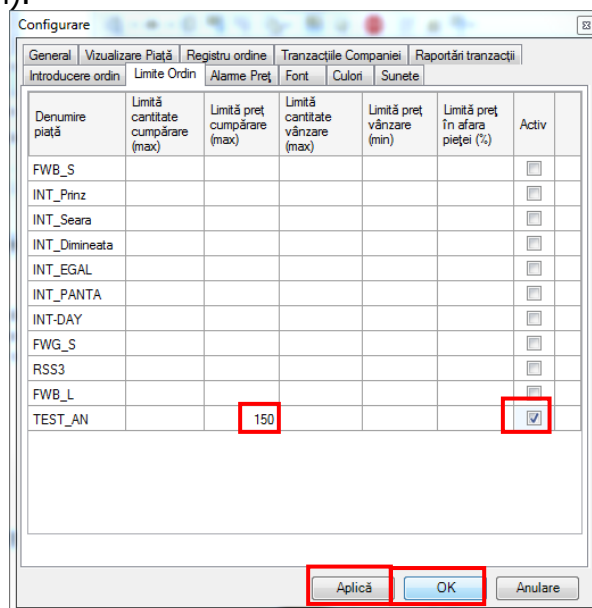 Configurare
General Vizualizare Piață Registru ordine Tranzacțiile Companiei Raportări tranzacții
Introducere ordin Limite Ordin Alarme Preț Font Culori Sunete
Denumire piață Limită cantitate cumpărare (max) Limită preț cumpărare (max) Limită cantitate vânzare (max) Limită preț vânzare (min) Limită preț în afara pieței (%) Activ
FWB_S
INT_Prinz
INT_Seara
INT_Dimineata
INT_EGAL
INT_PANTA
INT-DAY
FWG_S
RSS3
FWB_L
TEST_AN 150
Aplică OK Anulare